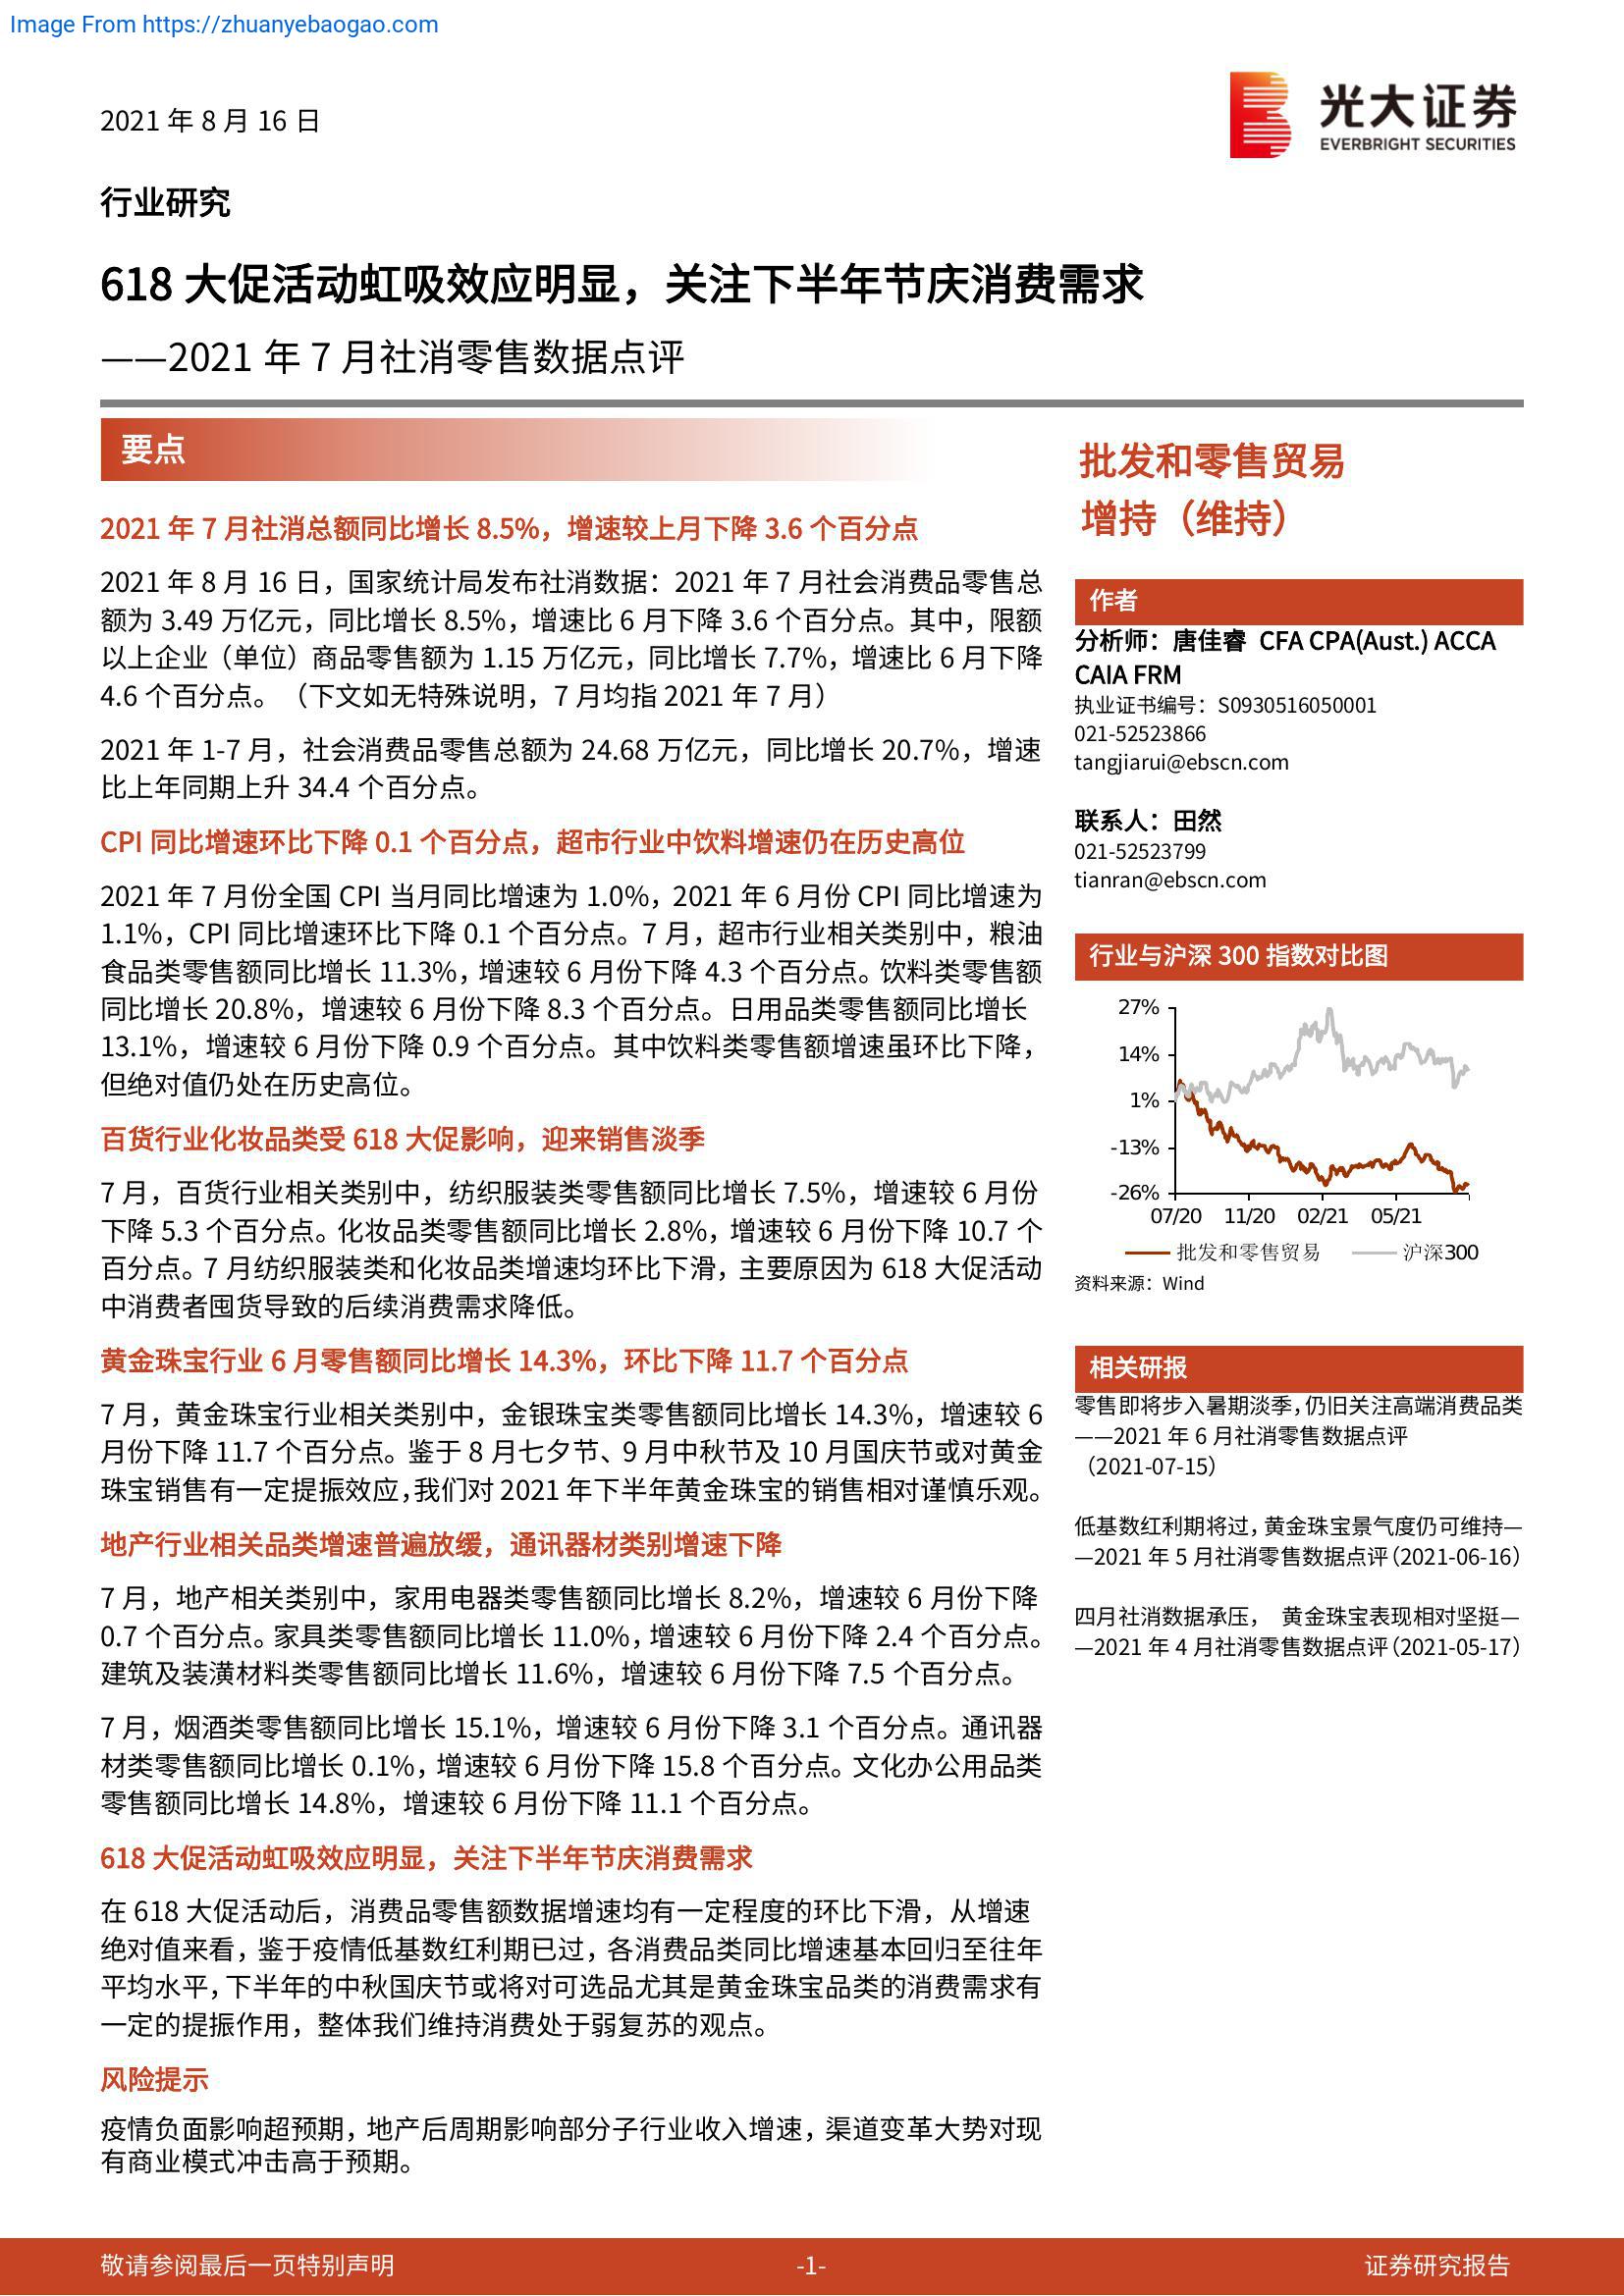 Image From https://zhuanyebaogao.com
2021 年 8 月 16 日
光大证券
EVERBRIGHT SECURITIES
行业研究
618 大促活动虹吸效应明显，关注下半年节庆消费需求
——2021 年 7 月社消零售数据点评
要点
2021 年 7 月社消总额同比增长 8.5%，增速较上月下降 3.6 个百分点
2021 年 8 月 16 日，国家统计局发布社消数据：2021 年 7 月社会消费品零售总
额为 3.49 万亿元，同比增长 8.5%，增速比 6 月下降 3.6 个百分点。其中，限额
以上企业（单位）商品零售额为 1.15 万亿元，同比增长 7.7%，增速比 6 月下降
4.6 个百分点。（下文如无特殊说明，7 月均指 2021 年 7 月）
2021 年 1-7 月，社会消费品零售总额为 24.68 万亿元，同比增长 20.7%，增速
比上年同期上升 34.4 个百分点。
CPI 同比增速环比下降 0.1 个百分点，超市行业中饮料增速仍在历史高位
2021 年 7 月份全国 CPI 当月同比增速为 1.0%，2021 年 6 月份 CPI 同比增速为
1.1%，CPI 同比增速环比下降 0.1 个百分点。7 月，超市行业相关类别中，粮油
食品类零售额同比增长 11.3%，增速较 6 月份下降 4.3 个百分点。饮料类零售额
同比增长 20.8%，增速较 6 月份下降 8.3 个百分点。日用品类零售额同比增长
13.1%，增速较 6 月份下降 0.9 个百分点。其中饮料类零售额增速虽环比下降，
但绝对值仍处在历史高位。
百货行业化妆品类受 618 大促影响，迎来销售淡季
7 月，百货行业相关类别中，纺织服装类零售额同比增长 7.5%，增速较 6 月份
下降 5.3 个百分点。化妆品类零售额同比增长 2.8%，增速较 6 月份下降 10.7 个
百分点。7 月纺织服装类和化妆品类增速均环比下滑，主要原因为 618 大促活动
中消费者囤货导致的后续消费需求降低。
黄金珠宝行业 6 月零售额同比增长 14.3%，环比下降 11.7 个百分点
7 月，黄金珠宝行业相关类别中，金银珠宝类零售额同比增长 14.3%，增速较 6
月份下降 11.7 个百分点。鉴于 8 月七夕节、9 月中秋节及 10 月国庆节或对黄金
珠宝销售有一定提振效应，我们对 2021 年下半年黄金珠宝的销售相对谨慎乐观。
地产行业相关品类增速普遍放缓，通讯器材类别增速下降
7 月，地产相关类别中，家用电器类零售额同比增长 8.2%，增速较 6 月份下降
0.7 个百分点。家具类零售额同比增长 11.0%，增速较 6 月份下降 2.4 个百分点。
建筑及装潢材料类零售额同比增长 11.6%，增速较 6 月份下降 7.5 个百分点。
7 月，烟酒类零售额同比增长 15.1%，增速较 6 月份下降 3.1 个百分点。通讯器
材类零售额同比增长 0.1%，增速较 6 月份下降 15.8 个百分点。文化办公用品类
零售额同比增长 14.8%，增速较 6 月份下降 11.1 个百分点。
618 大促活动虹吸效应明显，关注下半年节庆消费需求
在 618 大促活动后，消费品零售额数据增速均有一定程度的环比下滑，从增速
绝对值来看，鉴于疫情低基数红利期已过，各消费品类同比增速基本回归至往年
平均水平，下半年的中秋国庆节或将对可选品尤其是黄金珠宝品类的消费需求有
一定的提振作用，整体我们维持消费处于弱复苏的观点。
风险提示
疫情负面影响超预期，地产后周期影响部分子行业收入增速，渠道变革大势对现
有商业模式冲击高于预期。
批发和零售贸易
增持（维持）
作者
分析师：唐佳睿 CFA CPA(Aust.) ACCA
CAIA FRM
执业证书编号：S0930516050001
021-52523866
tangjiarui@ebscn.com
联系人：田然
021-52523799
tianran@ebscn.com
行业与沪深 300 指数对比图
27%
14%
1%
-13%
-26%
07/20 11/20 02/21 05/21
批发和零售贸易 沪深300
资料来源：Wind
相关研报
零售即将步入暑期淡季，仍旧关注高端消费品类
——2021 年 6 月社消零售数据点评
（2021-07-15）
低基数红利期将过，黄金珠宝景气度仍可维持—
—2021 年 5 月社消零售数据点评（2021-06-16）
四月社消数据承压， 黄金珠宝表现相对坚挺—
—2021 年 4 月社消零售数据点评（2021-05-17）
敬请参阅最后一页特别声明 -1- 证券研究报告